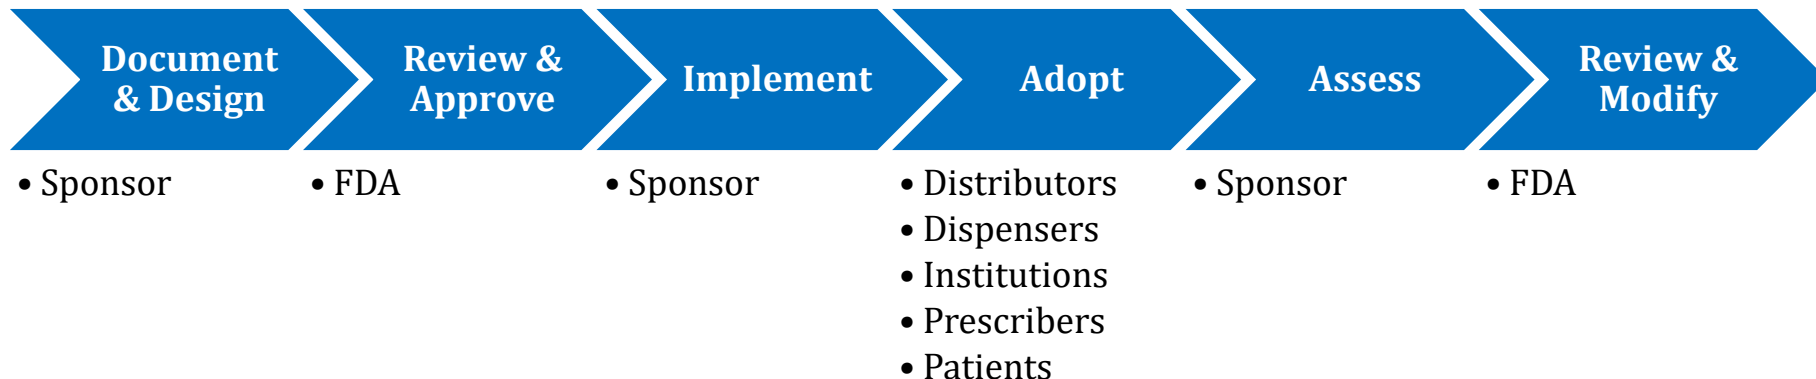 Document
& Design
Review &
Approve
Implement
Adopt
Assess
Review &
Modify
• Sponsor
• FDA
• Sponsor
• Distributors
• Dispensers
• Institutions
• Prescribers
• Patients
• Sponsor
• FDA